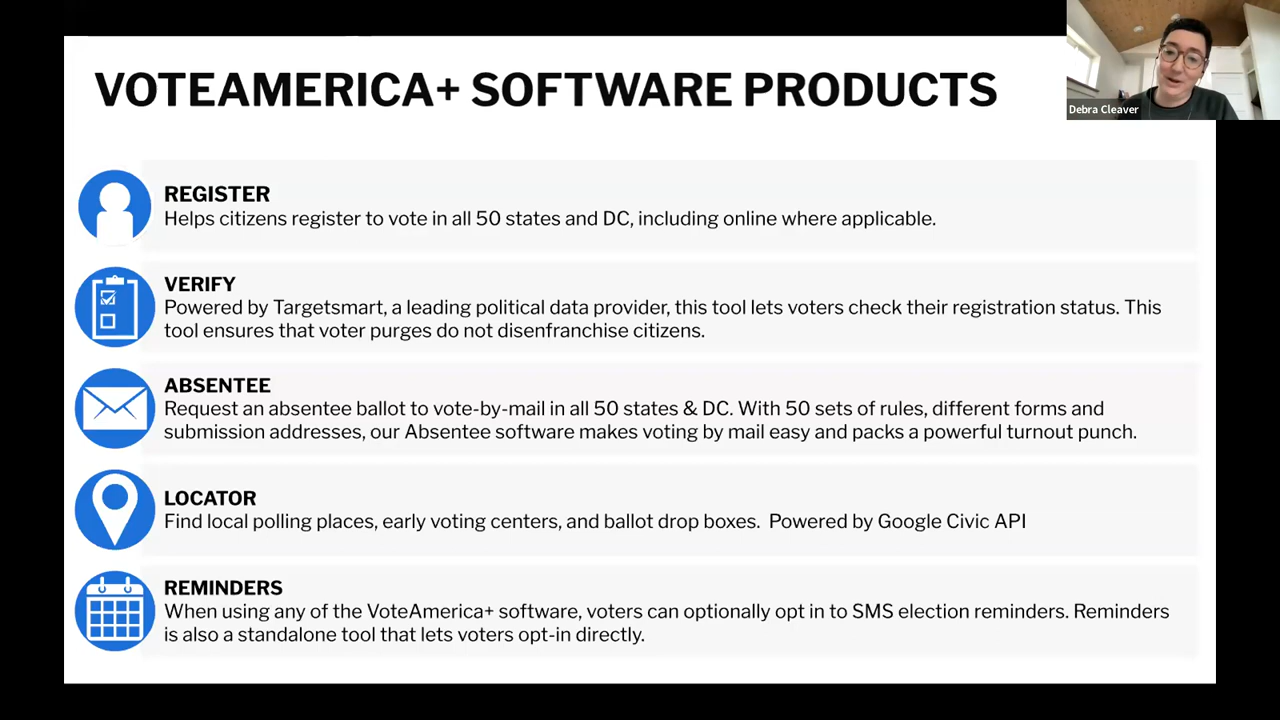 VOTEAMERICA+ SOFTWARE PRODUCTS
Debra Cleaver
REGISTER
Helps citizens register to vote in all 50 states and DC, including online where applicable.
VERIFY
Powered by Targetsmart, a leading political data provider, this tool lets voters check their registration status. This
tool ensures that voter purges do not disenfranchise citizens.
ABSENTEE
Request an absentee ballot to vote-by-mail in all 50 states & DC. With 50 sets of rules, different forms and
submission addresses, our Absentee software makes voting by mail easy and packs a powerful turnout punch.
LOCATOR
Find local polling places, early voting centers, and ballot drop boxes.  Powered by Google Civic API
REMINDERS
When using any of the VoteAmerica+ software, voters can optionally opt in to SMS election reminders. Reminders
is also a standalone tool that lets voters opt-in directly.